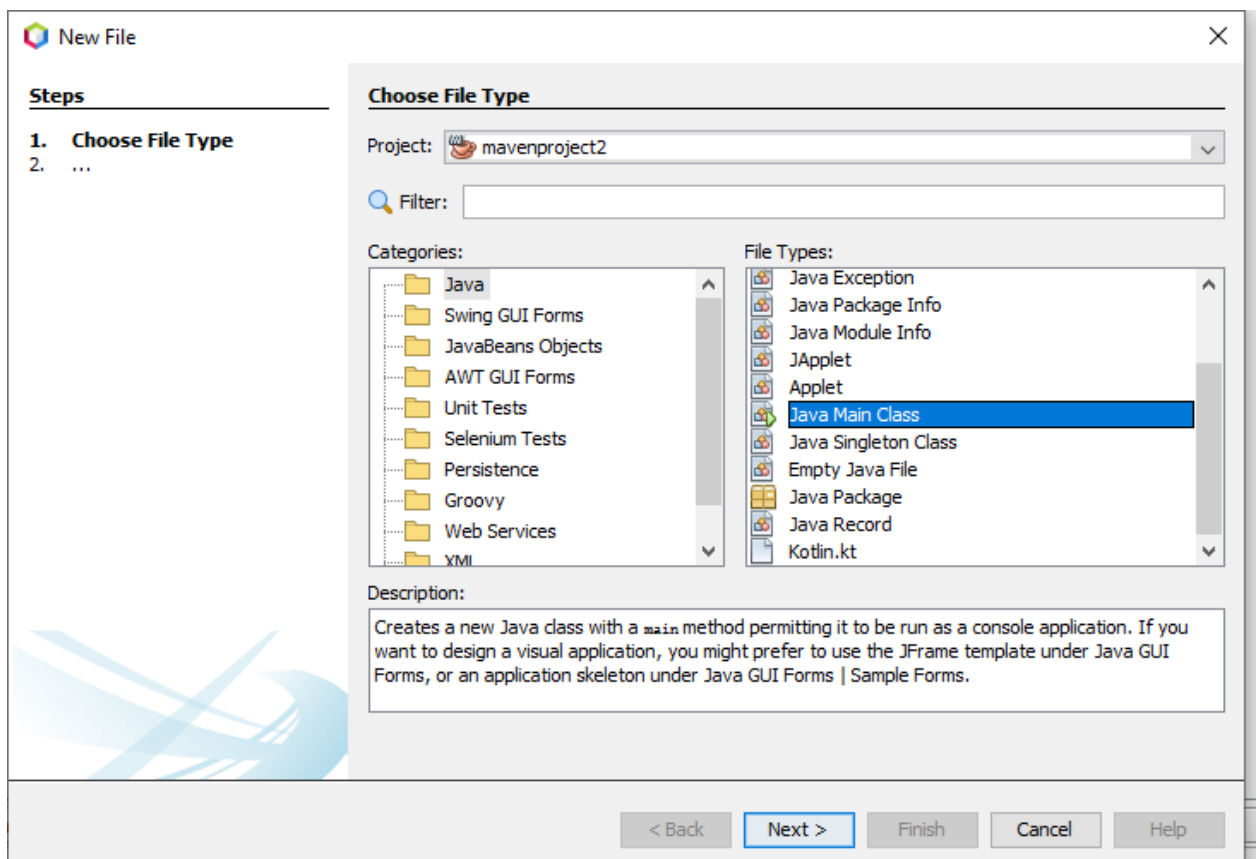 New File
Steps
1. Choose File Type
2. ...
Choose File Type
Project: mavenproject2
Filter:
Categories:
Java
Swing GUI Forms
JavaBeans Objects
AWT GUI Forms
Unit Tests
Selenium Tests
Persistence
Groovy
Web Services
XML
File Types:
Java Exception
Java Package Info
Java Module Info
JApplet
Applet
Java Main Class
Java Singleton Class
Empty Java File
Java Package
Java Record
Kotlin.kt
Description:
Creates a new Java class with a main method permitting it to be run as a console application. If you
want to design a visual application, you might prefer to use the JFrame template under Java GUI
Forms, or an application skeleton under Java GUI Forms | Sample Forms.
< Back Next > Finish Cancel Help